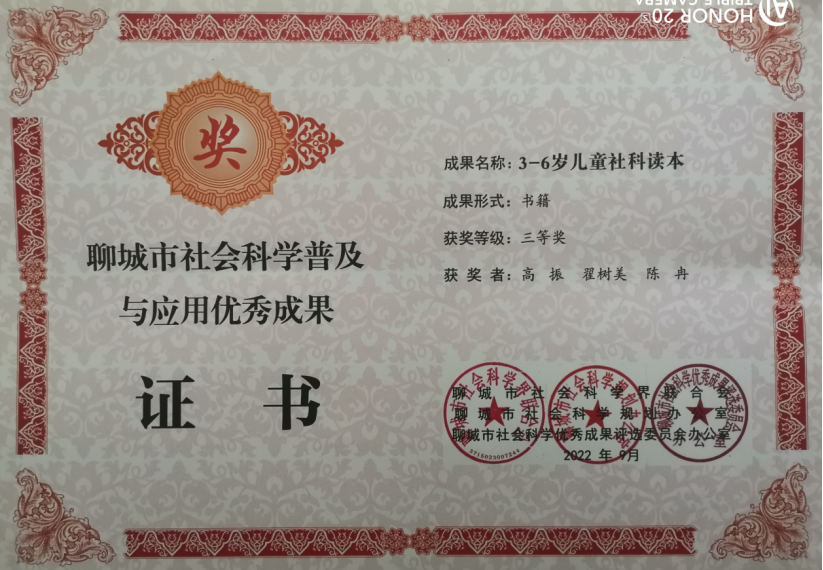 奖
聊城市社会科学普及
与应用优秀成果
证 书
成果名称：3-6岁儿童社科读本
成果形式：书籍
获奖等级：三等奖
获 奖 者：高 振 翟树美 陈 冉
聊城市社会科学界联合会
聊城市社会科学规划办公室
聊城市社会科学优秀成果评选委员会办公室
2022 年 9月
3715023007244
HONOR 20
TRIPLE CAMERA
AI